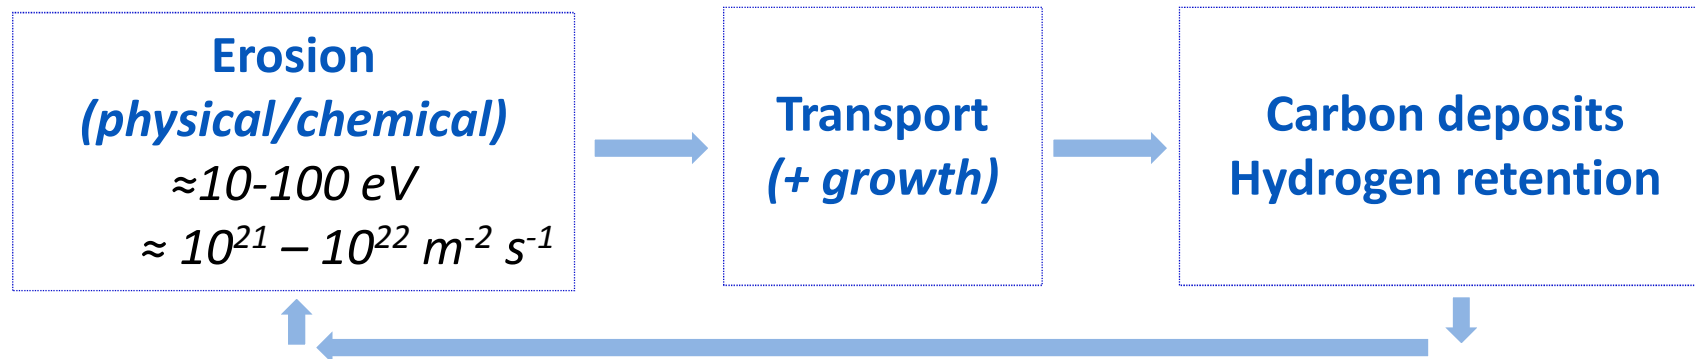 Erosion
(physical/chemical)
≈10-100 eV
≈ 10²¹ – 10²² m⁻² s⁻¹
Transport
(+ growth)
Carbon deposits
Hydrogen retention